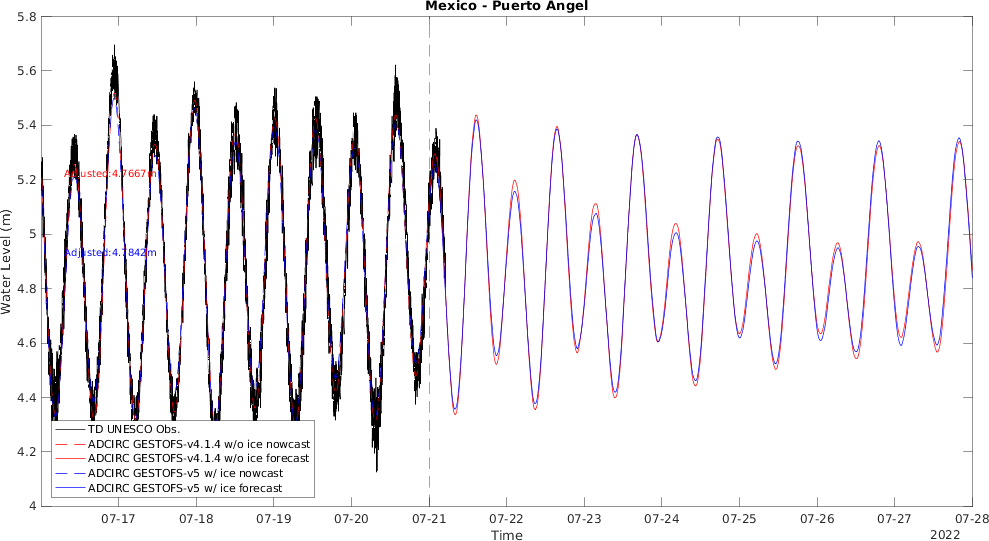 Mexico - Puerto Angel
5.8
5.6
5.4
5.2
5
4.8
4.6
4.4
4.2
4
Water Level (m)
Adjusted:4.7667m
Adjusted:4.7842m
TD UNESCO Obs.
ADCIRC GESTOFS-v4.1.4 w/o ice nowcast
ADCIRC GESTOFS-v4.1.4 w/o ice forecast
ADCIRC GESTOFS-v5 w/ ice nowcast
ADCIRC GESTOFS-v5 w/ ice forecast
07-17 07-18 07-19 07-20 07-21 07-22 07-23 07-24 07-25 07-26 07-27 07-28
Time
2022